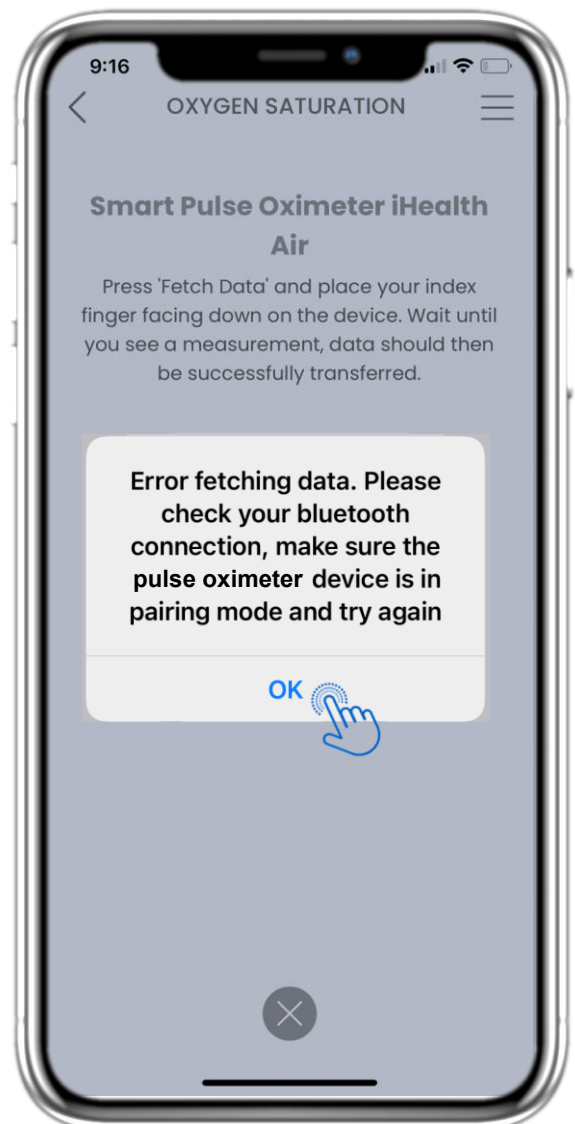 9:16
OXYGEN SATURATION
Smart Pulse Oximeter iHealth
Air
Press 'Fetch Data' and place your index
finger facing down on the device. Wait until
you see a measurement, data should then
be successfully transferred.
Error fetching data. Please
check your bluetooth
connection, make sure the
pulse oximeter device is in
pairing mode and try again
OK